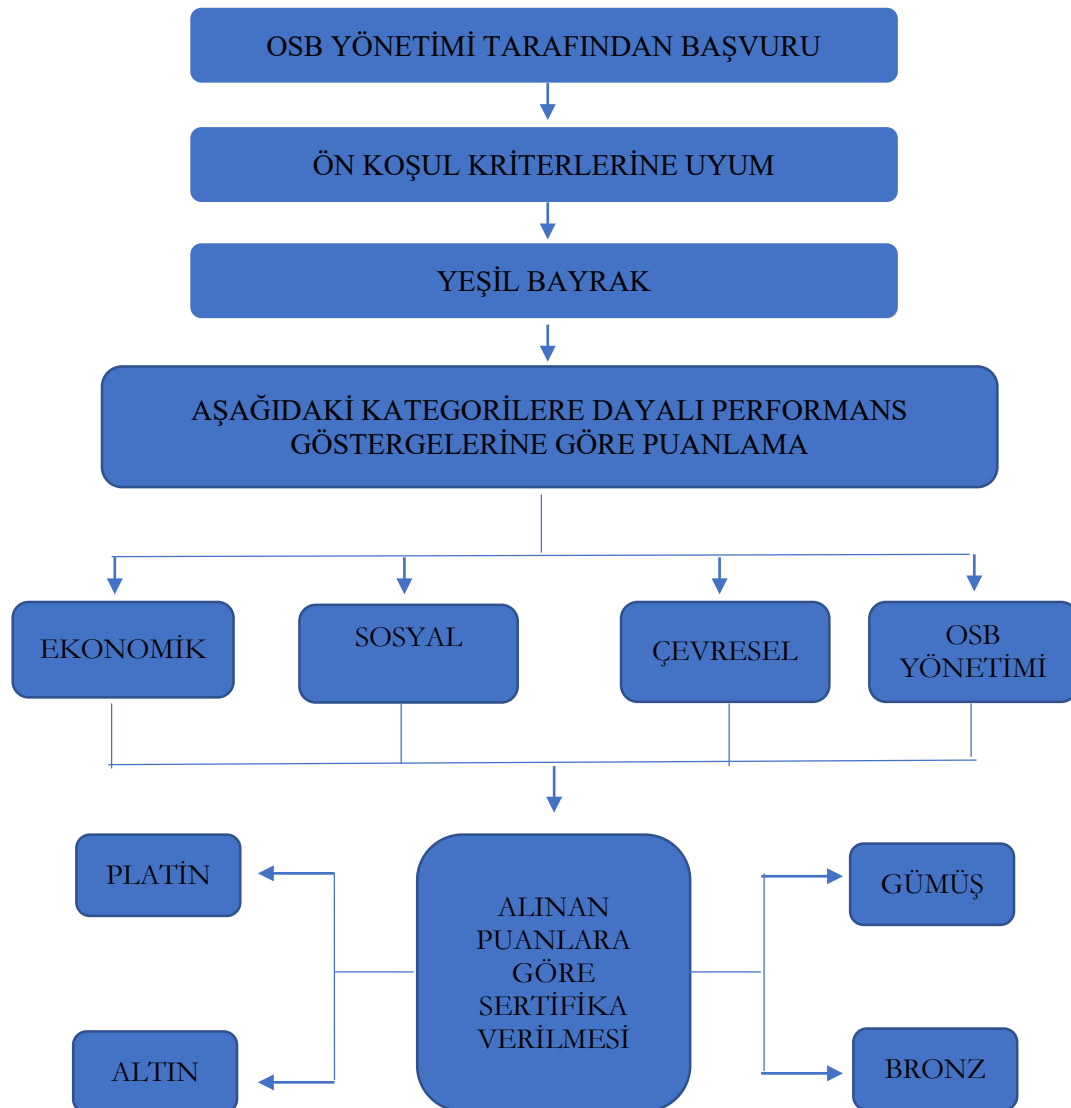 OSB YÖNETİMİ TARAFINDAN BAŞVURU
ÖN KOŞUL KRİTERLERİNE UYUM
YEŞİL BAYRAK
AŞAĞIDAKİ KATEGORİLERE DAYALI PERFORMANS
GÖSTERGELERİNE GÖRE PUANLAMA
EKONOMİK
SOSYAL
ÇEVRESEL
OSB
YÖNETİMİ
PLATİN
ALTIN
ALINAN
PUANLARA
GÖRE
SERTİFİKA
VERİLMESİ
GÜMÜŞ
BRONZ